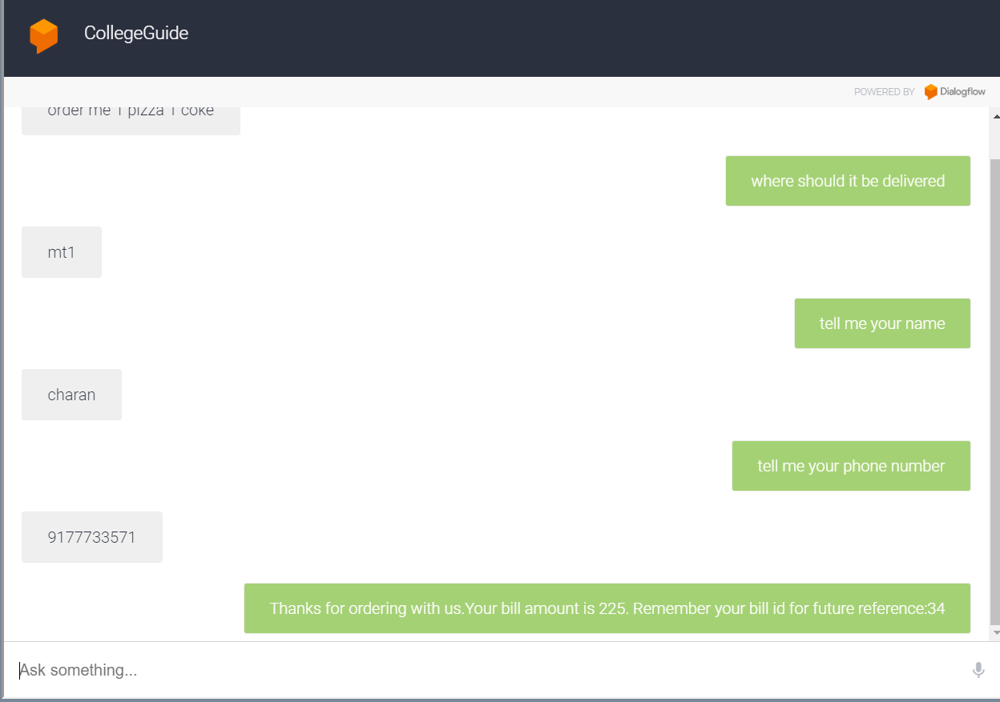 CollegeGuide
POWERED BY Dialogflow
order me 1 pizza 1 coke
where should it be delivered
mt1
tell me your name
charan
tell me your phone number
9177733571
Thanks for ordering with us.Your bill amount is 225. Remember your bill id for future reference:34
Ask something...